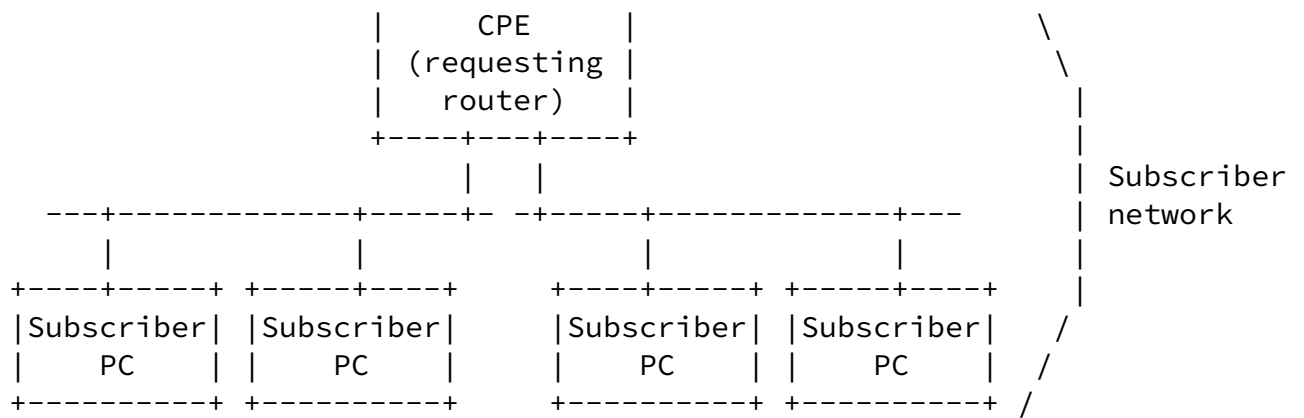 CPE
(requesting
router)
Subscriber
network
Subscriber Subscriber Subscriber Subscriber
PC PC PC PC